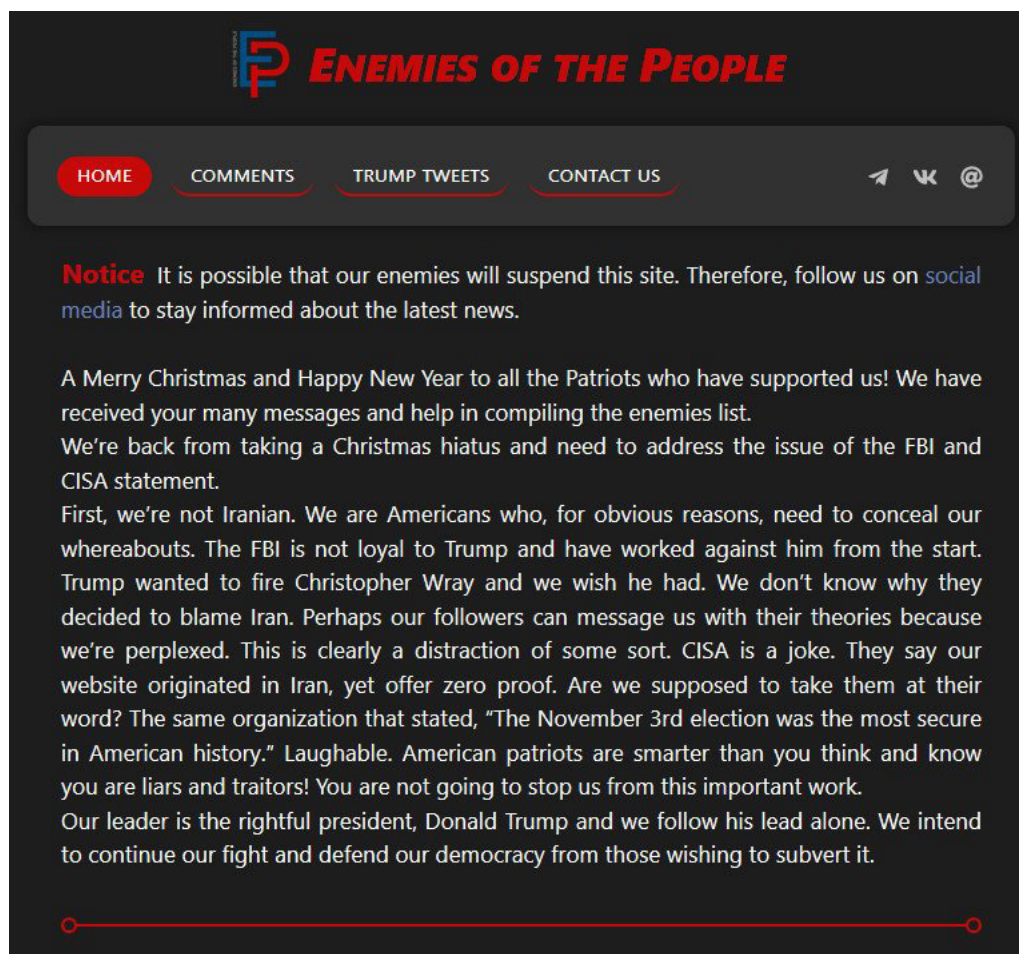 ENEMIES OF THE PEOPLE
HOME COMMENTS TRUMP TWEETS CONTACT US
Notice It is possible that our enemies will suspend this site. Therefore, follow us on social
media to stay informed about the latest news.
A Merry Christmas and Happy New Year to all the Patriots who have supported us! We have
received your many messages and help in compiling the enemies list.
We’re back from taking a Christmas hiatus and need to address the issue of the FBI and
CISA statement.
First, we’re not Iranian. We are Americans who, for obvious reasons, need to conceal our
whereabouts. The FBI is not loyal to Trump and have worked against him from the start.
Trump wanted to fire Christopher Wray and we wish he had. We don’t know why they
decided to blame Iran. Perhaps our followers can message us with their theories because
we’re perplexed. This is clearly a distraction of some sort. CISA is a joke. They say our
website originated in Iran, yet offer zero proof. Are we supposed to take them at their
word? The same organization that stated, “The November 3rd election was the most secure
in American history.” Laughable. American patriots are smarter than you think and know
you are liars and traitors! You are not going to stop us from this important work.
Our leader is the rightful president, Donald Trump and we follow his lead alone. We intend
to continue our fight and defend our democracy from those wishing to subvert it.